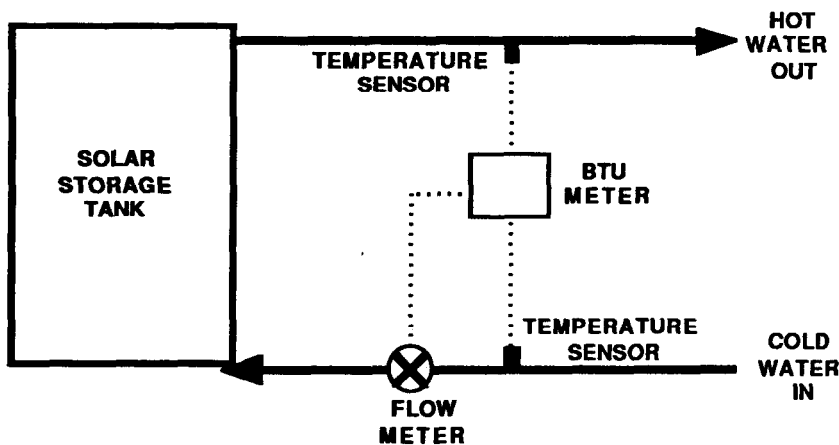 HOT
WATER
OUT
TEMPERATURE
SENSOR
SOLAR
STORAGE
TANK
BTU
METER
TEMPERATURE
SENSOR
COLD
WATER
IN
FLOW
METER